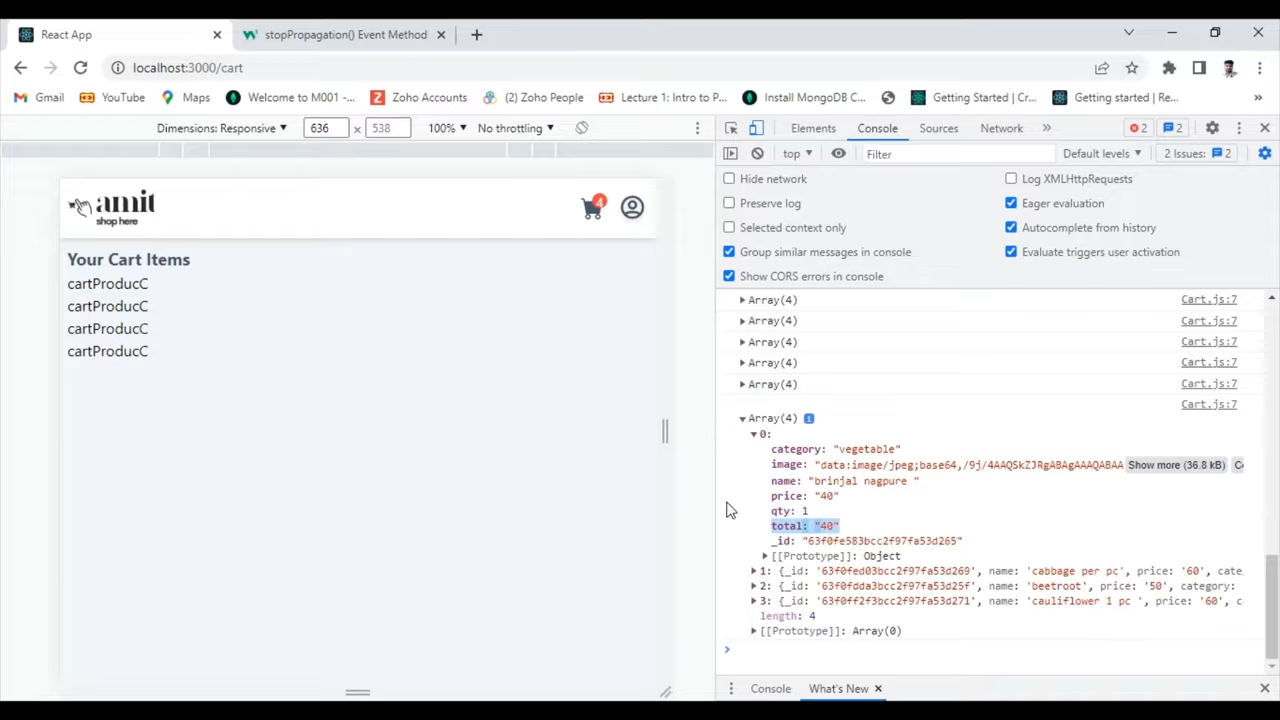 React App
stopPropagation() Event Method
localhost:3000/cart
Gmail
YouTube
Maps
Welcome to M001 -...
Zoho Accounts
(2) Zoho People
Lecture 1: Intro to P...
Install MongoDB C...
Getting Started | Cr...
Getting started | Re...
»
Dimensions: Responsive
636
x
538
100%
No throttling
Elements
Console
Sources
Network
»
2
2
top
Filter
Default levels
2 Issues:
2
Hide network
Log XMLHttpRequests
Preserve log
Eager evaluation
Selected context only
Autocomplete from history
Group similar messages in console
Evaluate triggers user activation
Show CORS errors in console
amit
shop here
4
Your Cart Items
cartProducC
cartProducC
cartProducC
cartProducC
Array(4)
Cart.js:7
Array(4)
Cart.js:7
Array(4)
Cart.js:7
Array(4)
Cart.js:7
Array(4)
Cart.js:7
Cart.js:7
Array(4) i
0:
category: "vegetable"
image: "data:image/jpeg;base64,/9j/4AAQSkZJRgABAgAAAQABAA Show more (36.8 kB) Co
name: "brinjal nagpure "
price: "40"
qty: 1
total: "40"
_id: "63f0fe583bcc2f97fa53d265"
[[Prototype]]: Object
1: {_id: '63f0fed03bcc2f97fa53d269', name: 'cabbage per pc', price: '60', cate
2: {_id: '63f0fdda3bcc2f97fa53d25f', name: 'beetroot', price: '50', category:
3: {_id: '63f0ff2f3bcc2f97fa53d271', name: 'cauliflower 1 pc ', price: '60', c
length: 4
[[Prototype]]: Array(0)
Console
What's New